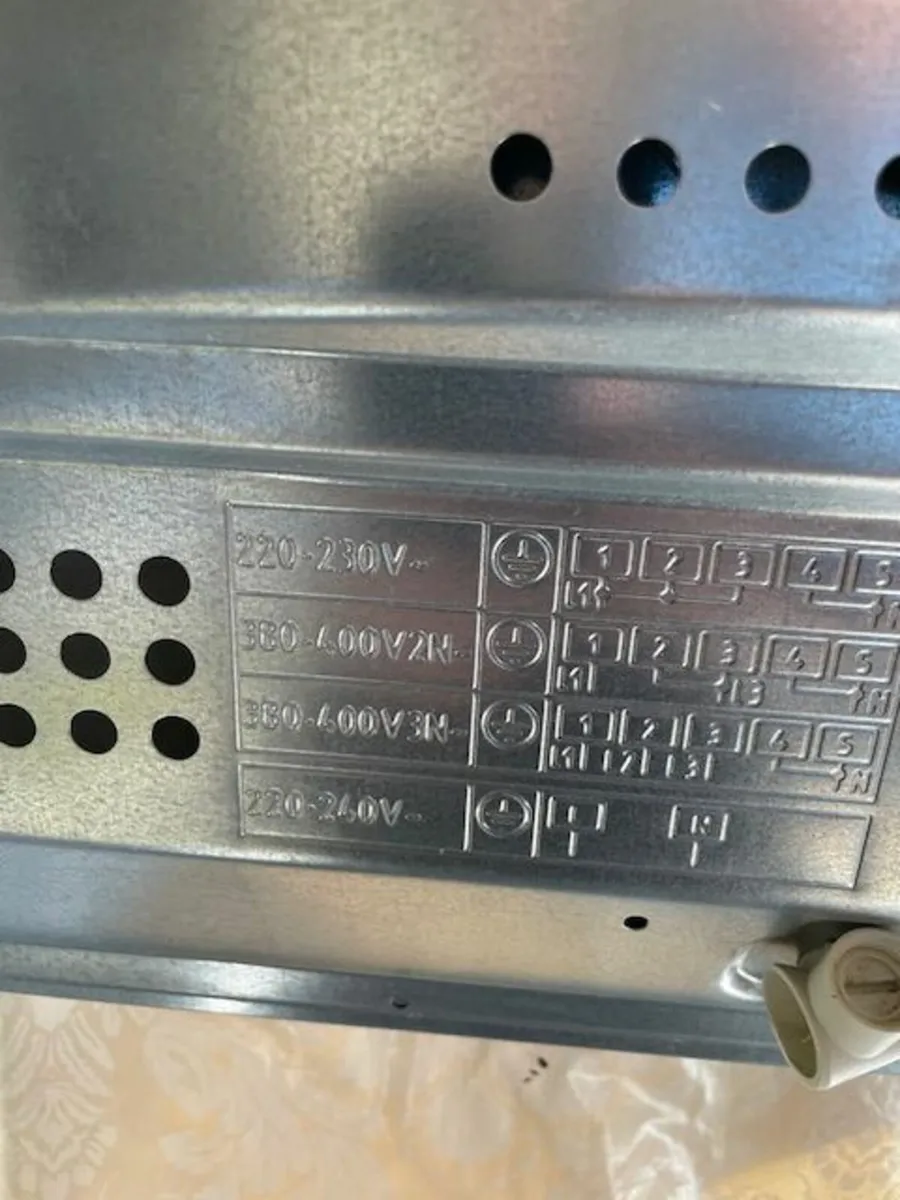 220-230V~ 1 2 3 4 5
L1 N
380-400V2N~ 1 2 3 4 5
L1 L3 N
380-400V3N~ 1 2 3 4 5
L1 L2 L3 N
220-240V~ L N